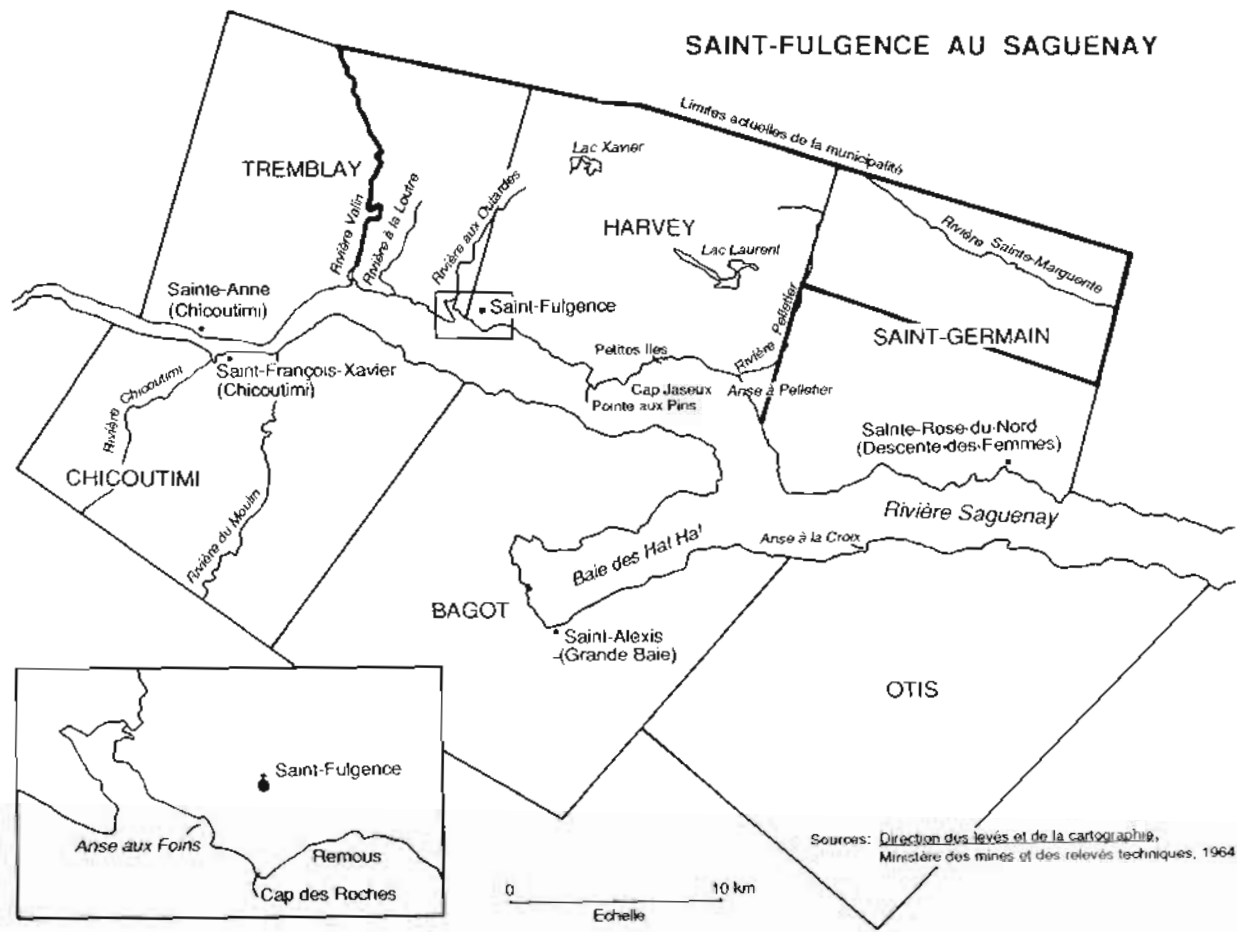 SAINT-FULGENCE AU SAGUENAY
Limites actuelles de la municipalité
Lac Xavier
TREMBLAY
Rivière Valin
Rivière à la Loutre
Rivière aux Outardes
HARVEY
Lac Laurent
Rivière Sainte-Marguerite
Sainte-Anne
(Chicoutimi)
Saint-Fulgence
SAINT-GERMAIN
Rivière Pelletier
Petites Iles
Saint-François-Xavier
(Chicoutimi)
Rivière Chicoutimi
Cap Jaseux
Anse à Pelletier
Pointe aux Pins
Sainte-Rose-du-Nord
(Descente-des-Femmes)
CHICOUTIMI
Rivière du Moulin
Rivière Saguenay
Anse à la Croix
Baie des Ha! Ha!
BAGOT
Saint-Alexis
(Grande Baie)
OTIS
Saint-Fulgence
Anse aux Foins
Remous
Cap des Roches
0 10 km
Echelle
Sources: Direction des levés et de la cartographie,
Ministère des mines et des relevés techniques, 1964